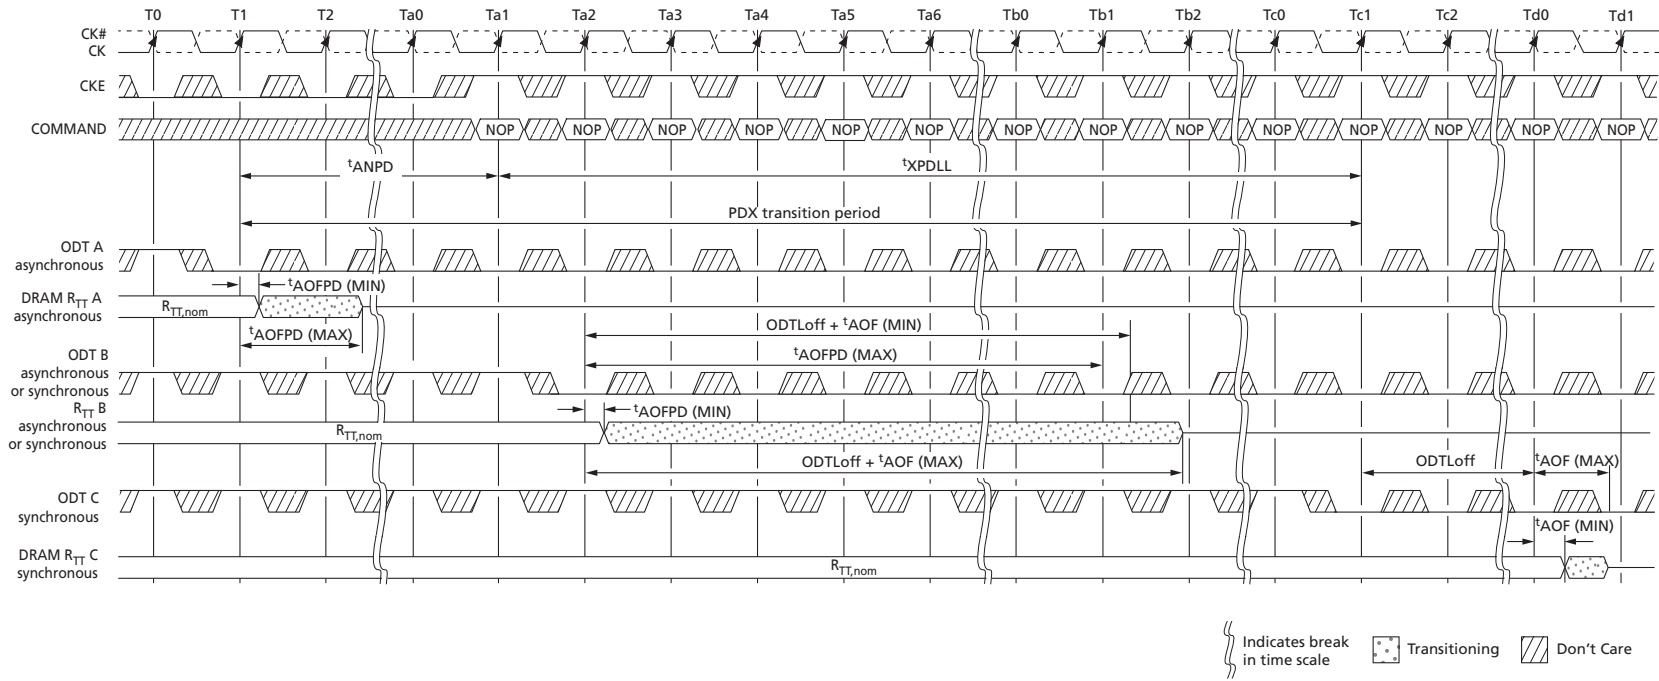 T0 T1 T2 Ta0 Ta1 Ta2 Ta3 Ta4 Ta5 Ta6 Tb0 Tb1 Tb2 Tc0 Tc1 Tc2 Td0 Td1
CK#
CK
CKE
COMMAND NOP NOP NOP NOP NOP NOP NOP NOP NOP NOP NOP NOP NOP NOP
tANPD tXPDLL
PDX transition period
ODT A
asynchronous
tAOFPD (MIN)
DRAM RTT A
asynchronous
RTT,nom
tAOFPD (MAX)
ODTLoff + tAOF (MIN)
tAOFPD (MAX)
ODT B
asynchronous
or synchronous
tAOFPD (MIN)
RTT B
asynchronous
or synchronous
RTT,nom
ODTLoff + tAOF (MAX)
ODTLoff tAOF (MAX)
ODT C
synchronous
tAOF (MIN)
DRAM RTT C
synchronous
RTT,nom
Indicates break
in time scale
Transitioning
Don't Care